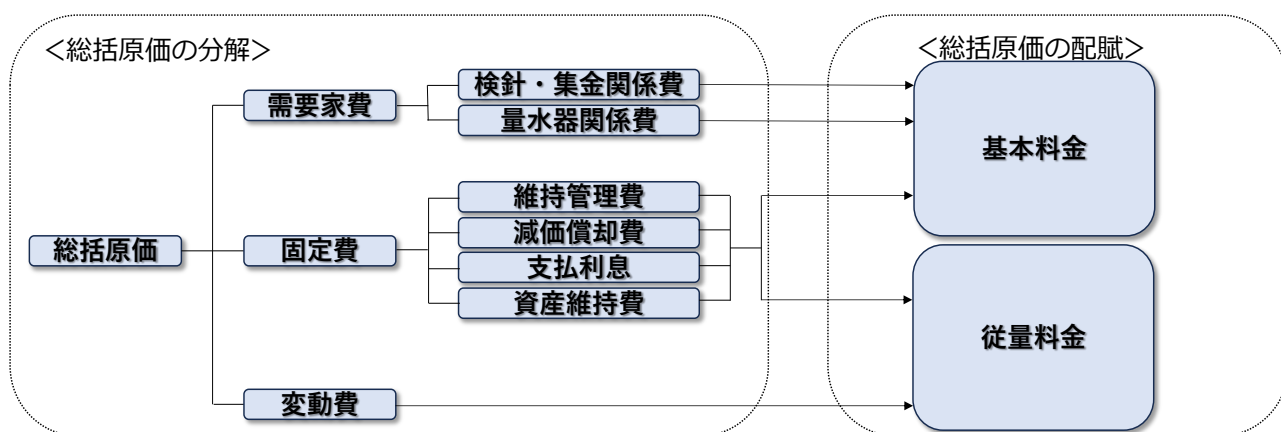 <総括原価の分解>
<総括原価の配賦>
総括原価
需要家費
検針・集金関係費
量水器関係費
固定費
維持管理費
減価償却費
支払利息
資産維持費
変動費
基本料金
従量料金